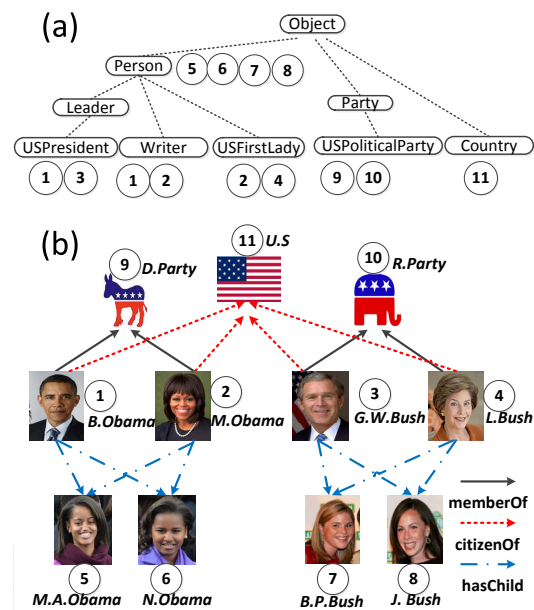 (a)
Object
Person
5 6 7 8
Leader
Party
USPresident Writer USFirstLady USPoliticalParty Country
1 3 1 2 2 4 9 10 11
(b)
11 U.S
9 D.Party
10 R.Party
1 B.Obama
2 M.Obama
3 G.W.Bush
4 L.Bush
memberOf
citizenOf
hasChild
5 M.A.Obama
6 N.Obama
7 B.P.Bush
8 J. Bush